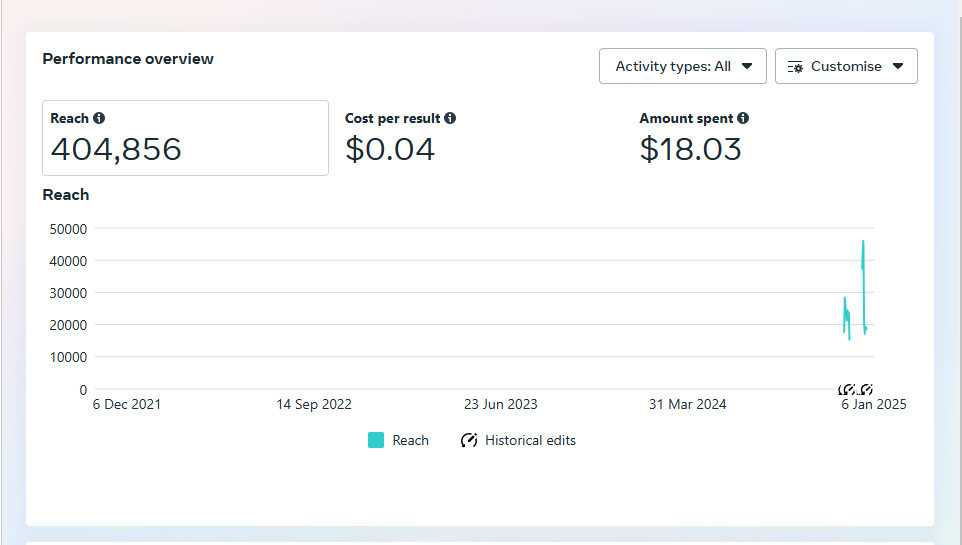 Performance overview
Activity types: All
Customise
Reach
404,856
Cost per result
$0.04
Amount spent
$18.03
Reach
50000
40000
30000
20000
10000
0
6 Dec 2021
14 Sep 2022
23 Jun 2023
31 Mar 2024
6 Jan 2025
Reach
Historical edits